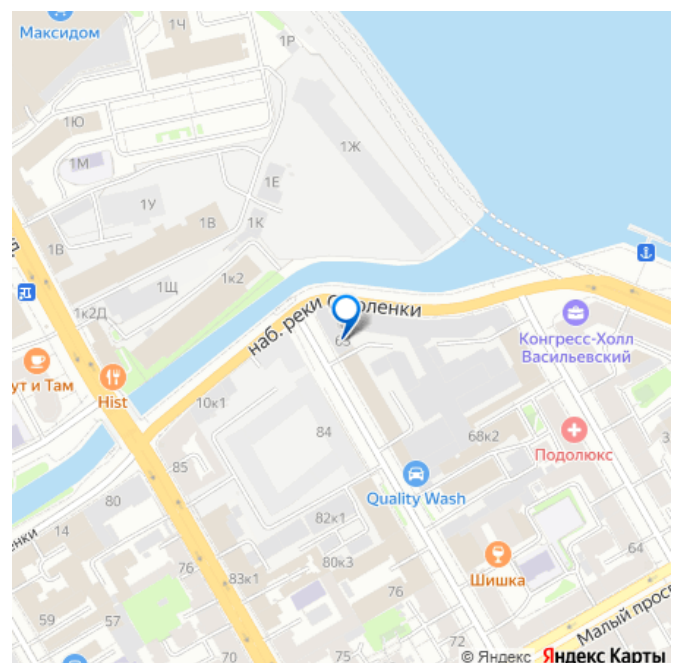 Максидом
1Ч
1Р
1Ю
1Ж
1М
1Е
1У
1В
1К
1В
1Щ
1к2
1к2Д
наб. реки С
оленки
63
Конгресс-Холл
Васильевский
ут и Там
Hist
10к1
84
68к2
Подолюкс
85
Quality Wash
80
14
82к1
енки
80к3
76
64
Шишка
83к1
76
59
57
Малый прос
75
70
72
© Яндекс Яндекс Карты